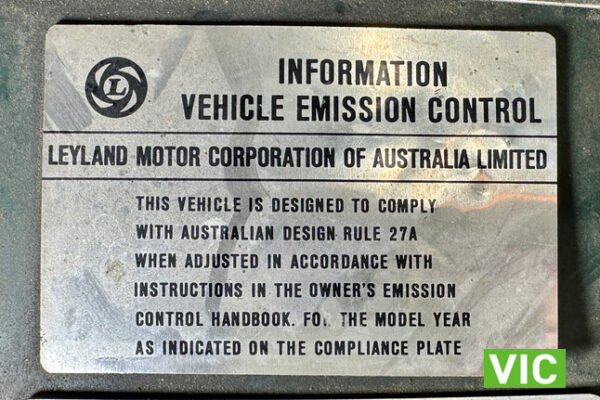 L
INFORMATION
VEHICLE EMISSION CONTROL
LEYLAND MOTOR CORPORATION OF AUSTRALIA LIMITED
THIS VEHICLE IS DESIGNED TO COMPLY
WITH AUSTRALIAN DESIGN RULE 27A
WHEN ADJUSTED IN ACCORDANCE WITH
INSTRUCTIONS IN THE OWNER'S EMISSION
CONTROL HANDBOOK. FOR THE MODEL YEAR
AS INDICATED ON THE COMPLIANCE PLATE
VIC